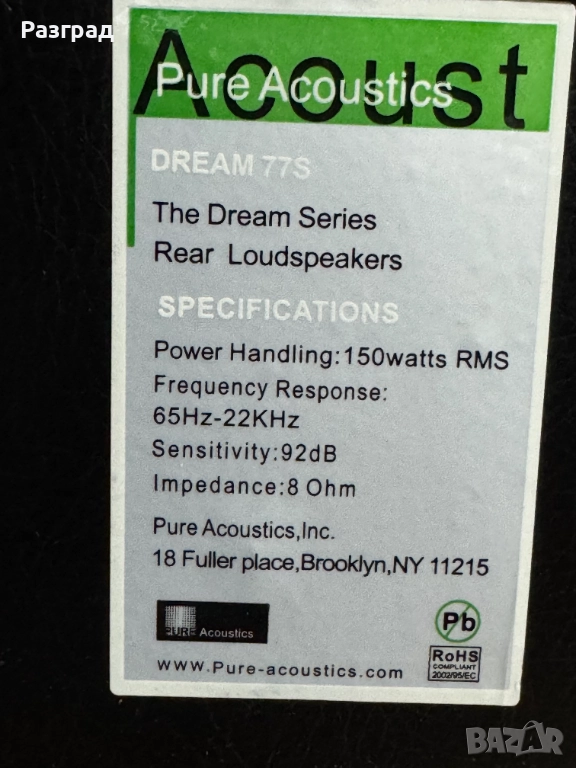 Разград
Acoust
Pure Acoustics
DREAM 77S
The Dream Series
Rear Loudspeakers
SPECIFICATIONS
Power Handling:150watts RMS
Frequency Response:
65Hz-22KHz
Sensitivity:92dB
Impedance:8 Ohm
Pure Acoustics,Inc.
18 Fuller place,Brooklyn,NY 11215
PURE Acoustics
Pb
RoHS
COMPLIANT
2002/95/EC
www.Pure-acoustics.com
BAZAR